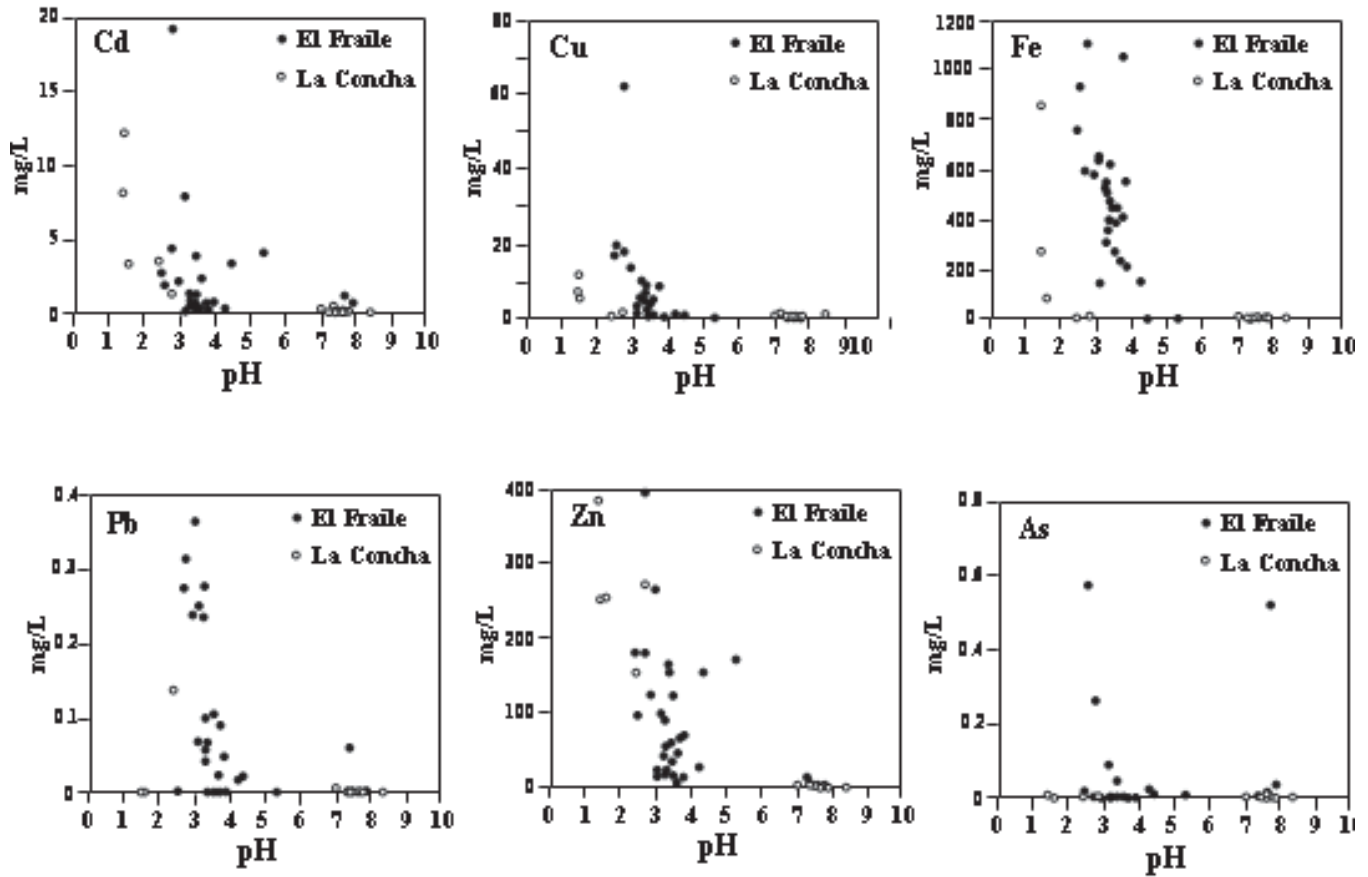 Cd
El Fraile
La Concha
20
15
10
5
0
mg/L
0 1 2 3 4 5 6 7 8 9 10
pH
Cu
El Fraile
La Concha
80
60
40
20
0
mg/L
0 1 2 3 4 5 6 7 8 9 10
pH
Fe
El Fraile
La Concha
1200
1000
800
600
400
200
0
mg/L
0 1 2 3 4 5 6 7 8 9 10
pH
Pb
El Fraile
La Concha
0.4
0.3
0.2
0.1
0
mg/L
0 1 2 3 4 5 6 7 8 9 10
pH
Zn
El Fraile
La Concha
400
300
200
100
0
mg/L
0 1 2 3 4 5 6 7 8 9 10
pH
As
El Fraile
La Concha
0.8
0.6
0.4
0.2
0
mg/L
0 1 2 3 4 5 6 7 8 9 10
pH